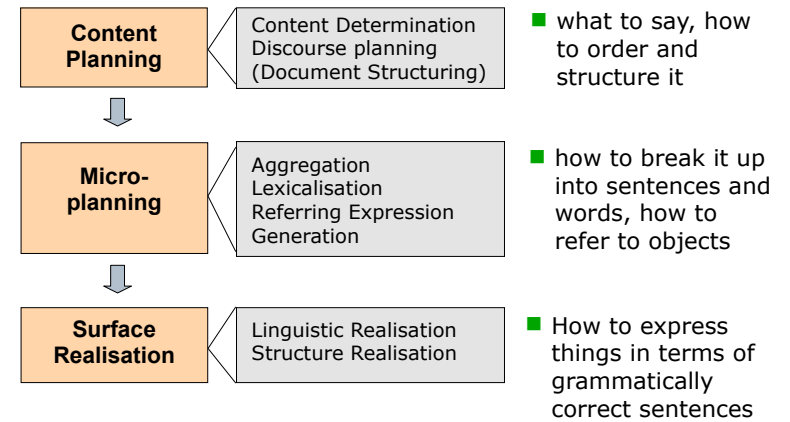 Content
Planning
Content Determination
Discourse planning
(Document Structuring)
what to say, how
to order and
structure it
Micro-
planning
Aggregation
Lexicalisation
Referring Expression
Generation
how to break it up
into sentences and
words, how to
refer to objects
Surface
Realisation
Linguistic Realisation
Structure Realisation
How to express
things in terms of
grammatically
correct sentences